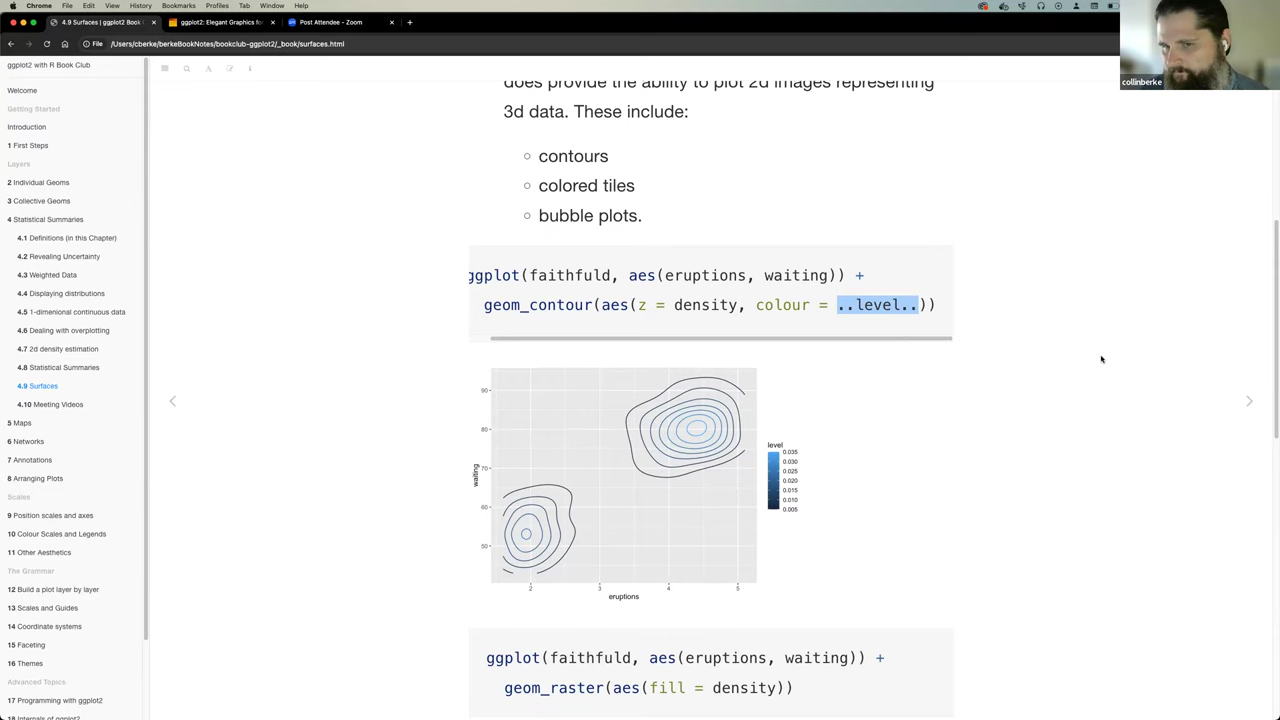 Chrome File Edit View History Bookmarks Profiles Tab Window Help
4.9 Surfaces | ggplot2 Book
ggplot2: Elegant Graphics for
Post Attendee - Zoom
File /Users/cberke/berkeBookNotes/bookclub-ggplot2/_book/surfaces.html
collinberke
ggplot2 with R Book Club
Welcome
Getting Started
Introduction
1 First Steps
Layers
2 Individual Geoms
3 Collective Geoms
4 Statistical Summaries
4.1 Definitions (in this Chapter)
4.2 Revealing Uncertainty
4.3 Weighted Data
4.4 Displaying distributions
4.5 1-dimenional continuous data
4.6 Dealing with overplotting
4.7 2d density estimation
4.8 Statistical Summaries
4.9 Surfaces
4.10 Meeting Videos
5 Maps
6 Networks
7 Annotations
8 Arranging Plots
Scales
9 Position scales and axes
10 Colour Scales and Legends
11 Other Aesthetics
The Grammar
12 Build a plot layer by layer
13 Scales and Guides
14 Coordinate systems
15 Faceting
16 Themes
Advanced Topics
17 Programming with ggplot2
18 Internals of ggplot2
does provide the ability to plot 2d images representing
3d data. These include:
contours
colored tiles
bubble plots.
ggplot(faithfuld, aes(eruptions, waiting)) +
geom_contour(aes(z = density, colour = ..level..))
90
80
70
60
50
waiting
2 3 4 5
eruptions
level
0.035
0.030
0.025
0.020
0.015
0.010
0.005
ggplot(faithfuld, aes(eruptions, waiting)) +
geom_raster(aes(fill = density))